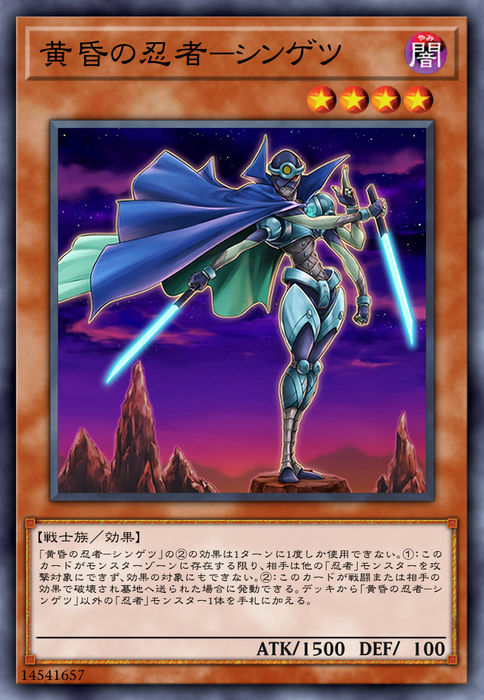 黄昏の忍者−シンゲツ
やみ
闇
【戦士族／効果】
「黄昏の忍者−シンゲツ」の②の効果は1ターンに1度しか使用できない。①：この
カードがモンスターゾーンに存在する限り、相手は他の「忍者」モンスターを攻
撃対象にできず、効果の対象にもできない。②：このカードが戦闘または相手の
効果で破壊され墓地へ送られた場合に発動できる。デッキから「黄昏の忍者−シ
ンゲツ」以外の「忍者」モンスター1体を手札に加える。
ATK/1500 DEF/ 100
14541657